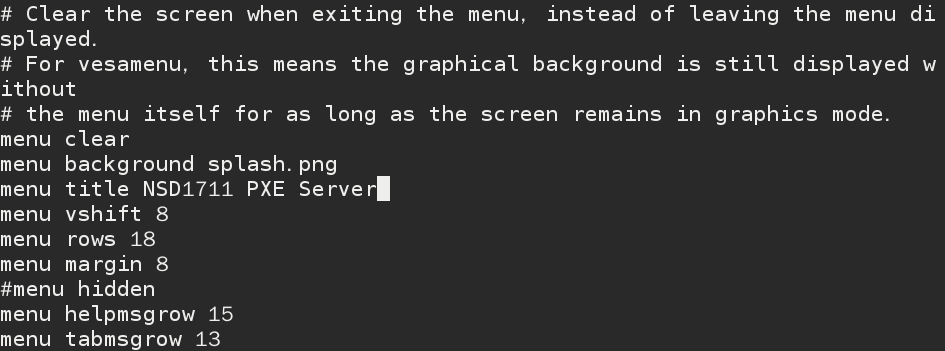 # Clear the screen when exiting the menu, instead of leaving the menu di
splayed.
# For vesamenu, this means the graphical background is still displayed w
ithout
# the menu itself for as long as the screen remains in graphics mode.
menu clear
menu background splash.png
menu title NSD1711 PXE Server
menu vshift 8
menu rows 18
menu margin 8
#menu hidden
menu helpmsgrow 15
menu tabmsgrow 13